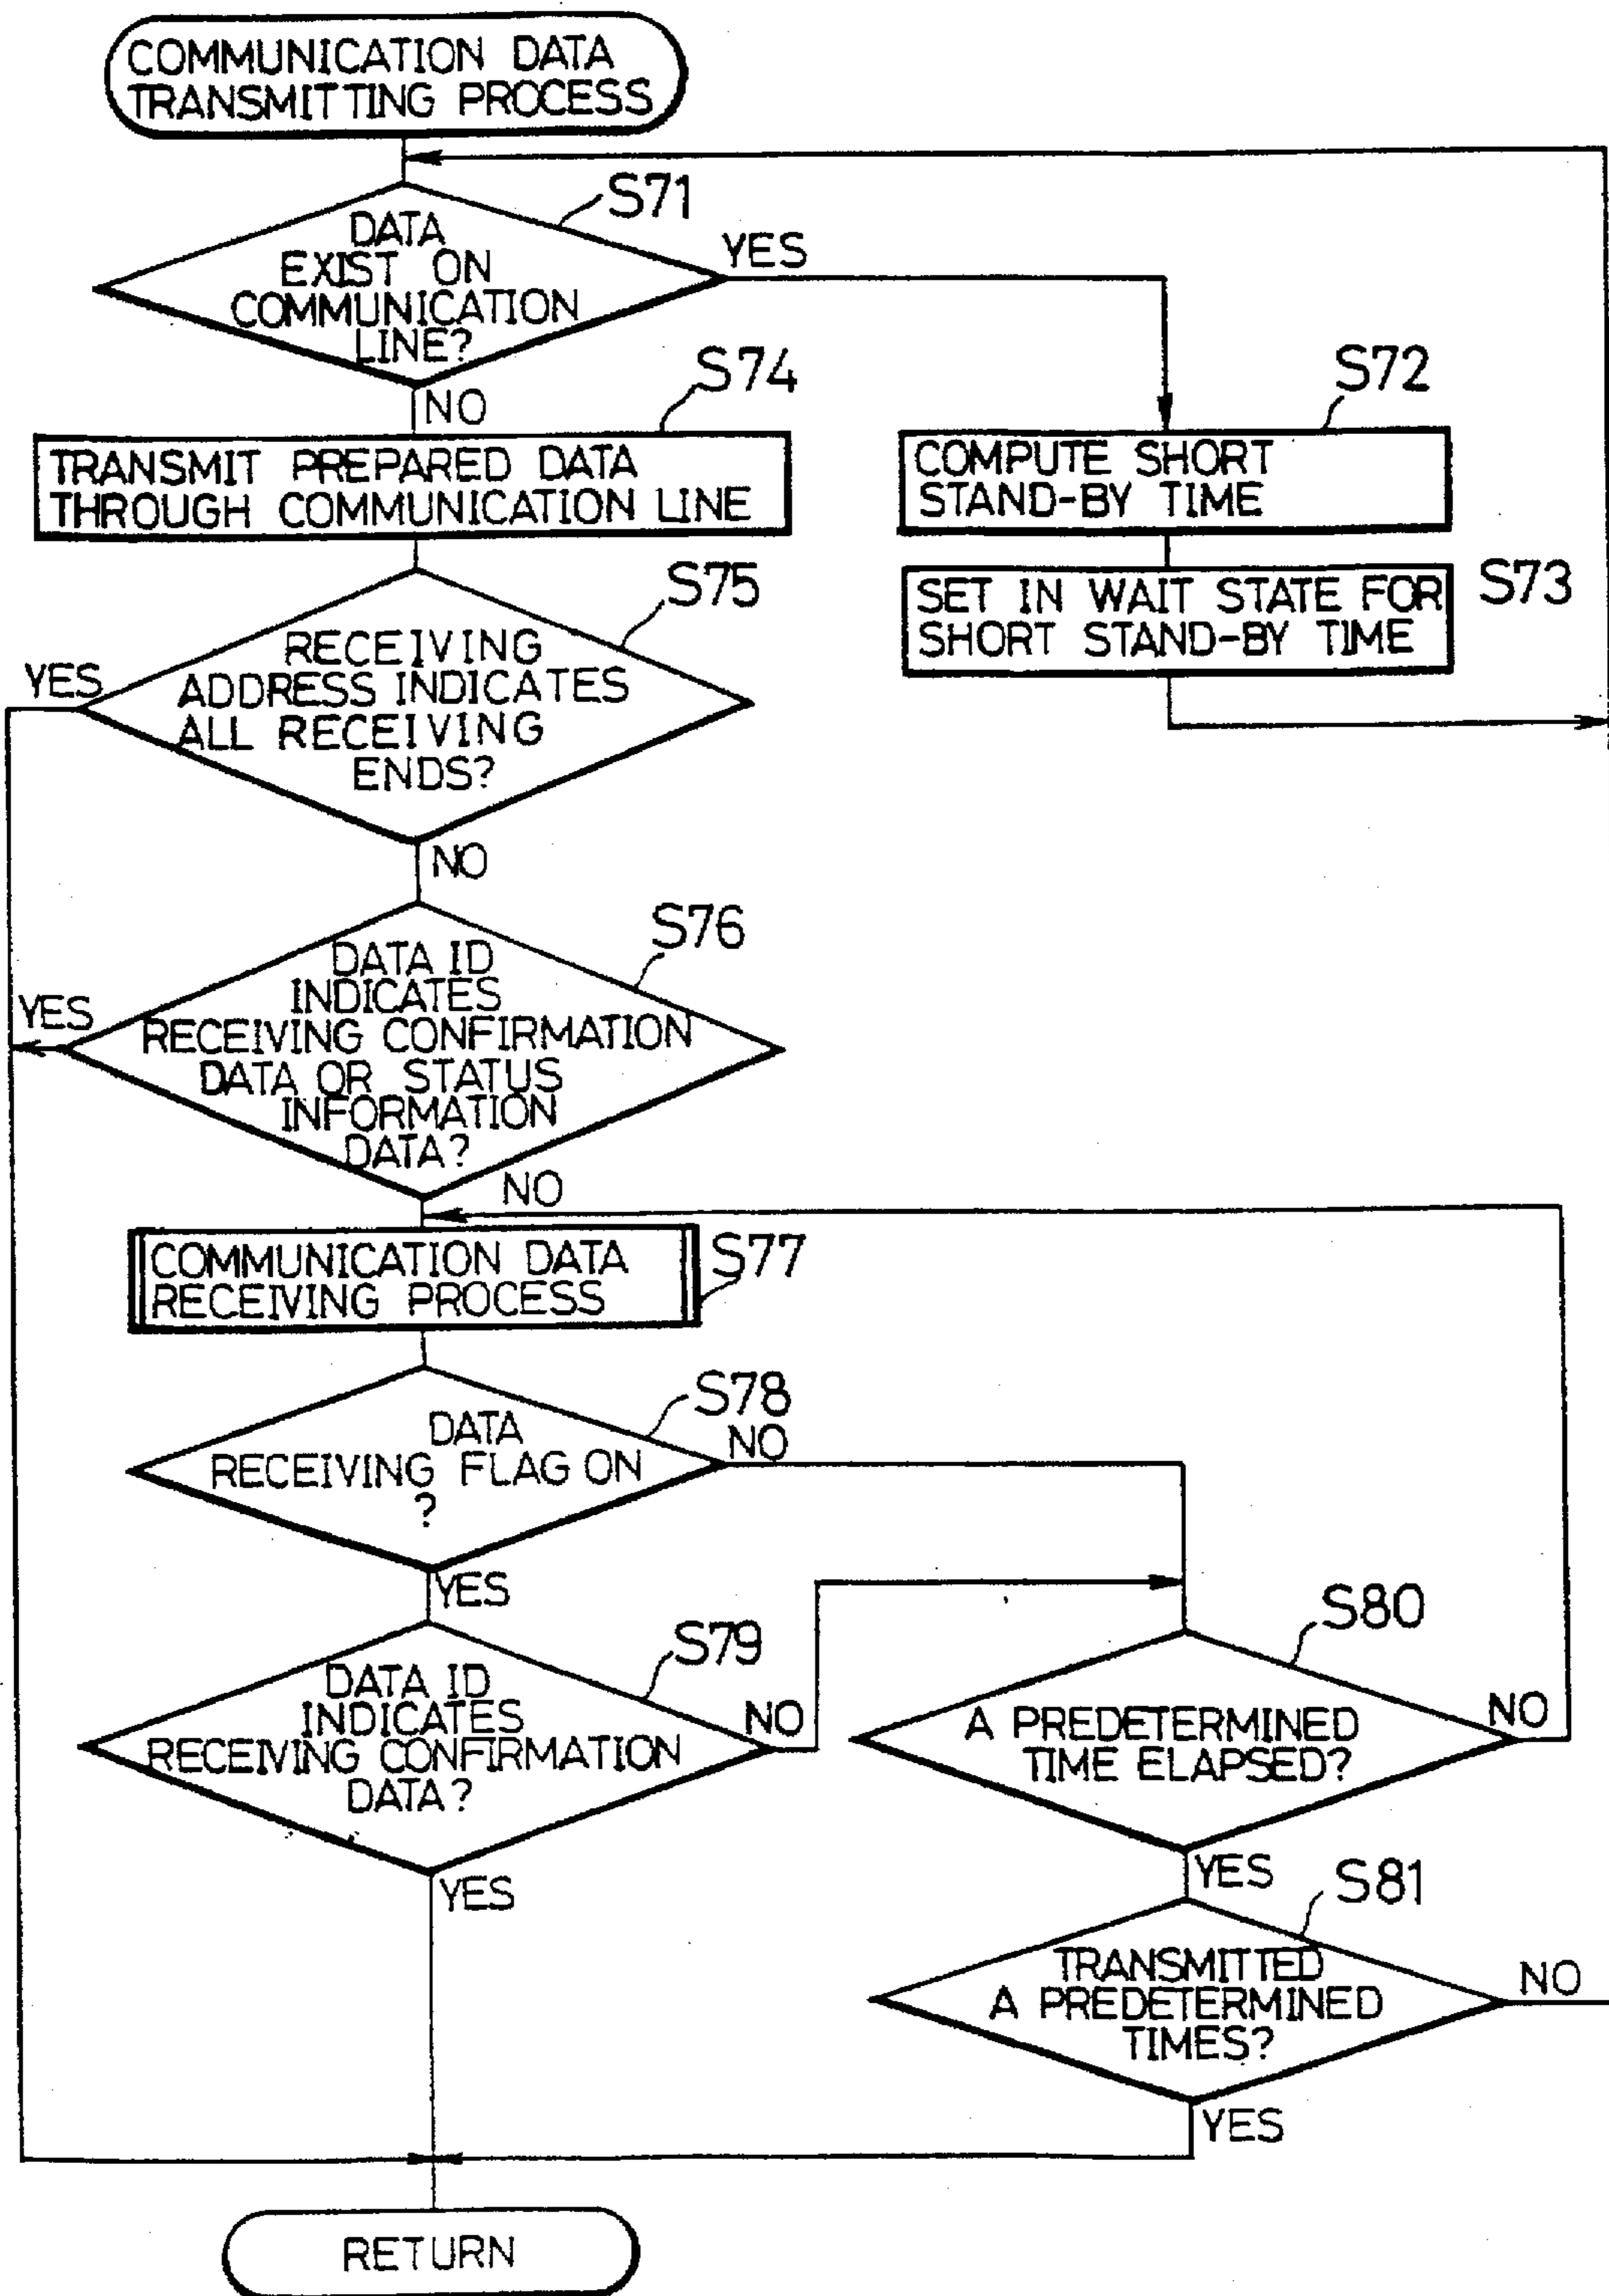 COMMUNICATION DATA
TRANSMITTING PROCESS
S71
DATA
EXIST ON
COMMUNICATION
LINE?
YES
NO
S74
TRANSMIT PREPARED DATA
THROUGH COMMUNICATION LINE
S72
COMPUTE SHORT
STAND-BY TIME
S73
SET IN WAIT STATE FOR
SHORT STAND-BY TIME
S75
RECEIVING
ADDRESS INDICATES
ALL RECEIVING
ENDS?
YES
NO
S76
DATA ID
INDICATES
RECEIVING CONFIRMATION
DATA OR STATUS
INFORMATION
DATA?
YES
NO
COMMUNICATION DATA
RECEIVING PROCESS
S77
S78
DATA
RECEIVING FLAG ON
?
NO
YES
S79
DATA ID
INDICATES
RECEIVING CONFIRMATION
DATA?
NO
YES
S80
A PREDETERMINED
TIME ELAPSED?
NO
YES
S81
TRANSMITTED
A PREDETERMINED
TIMES?
NO
YES
RETURN